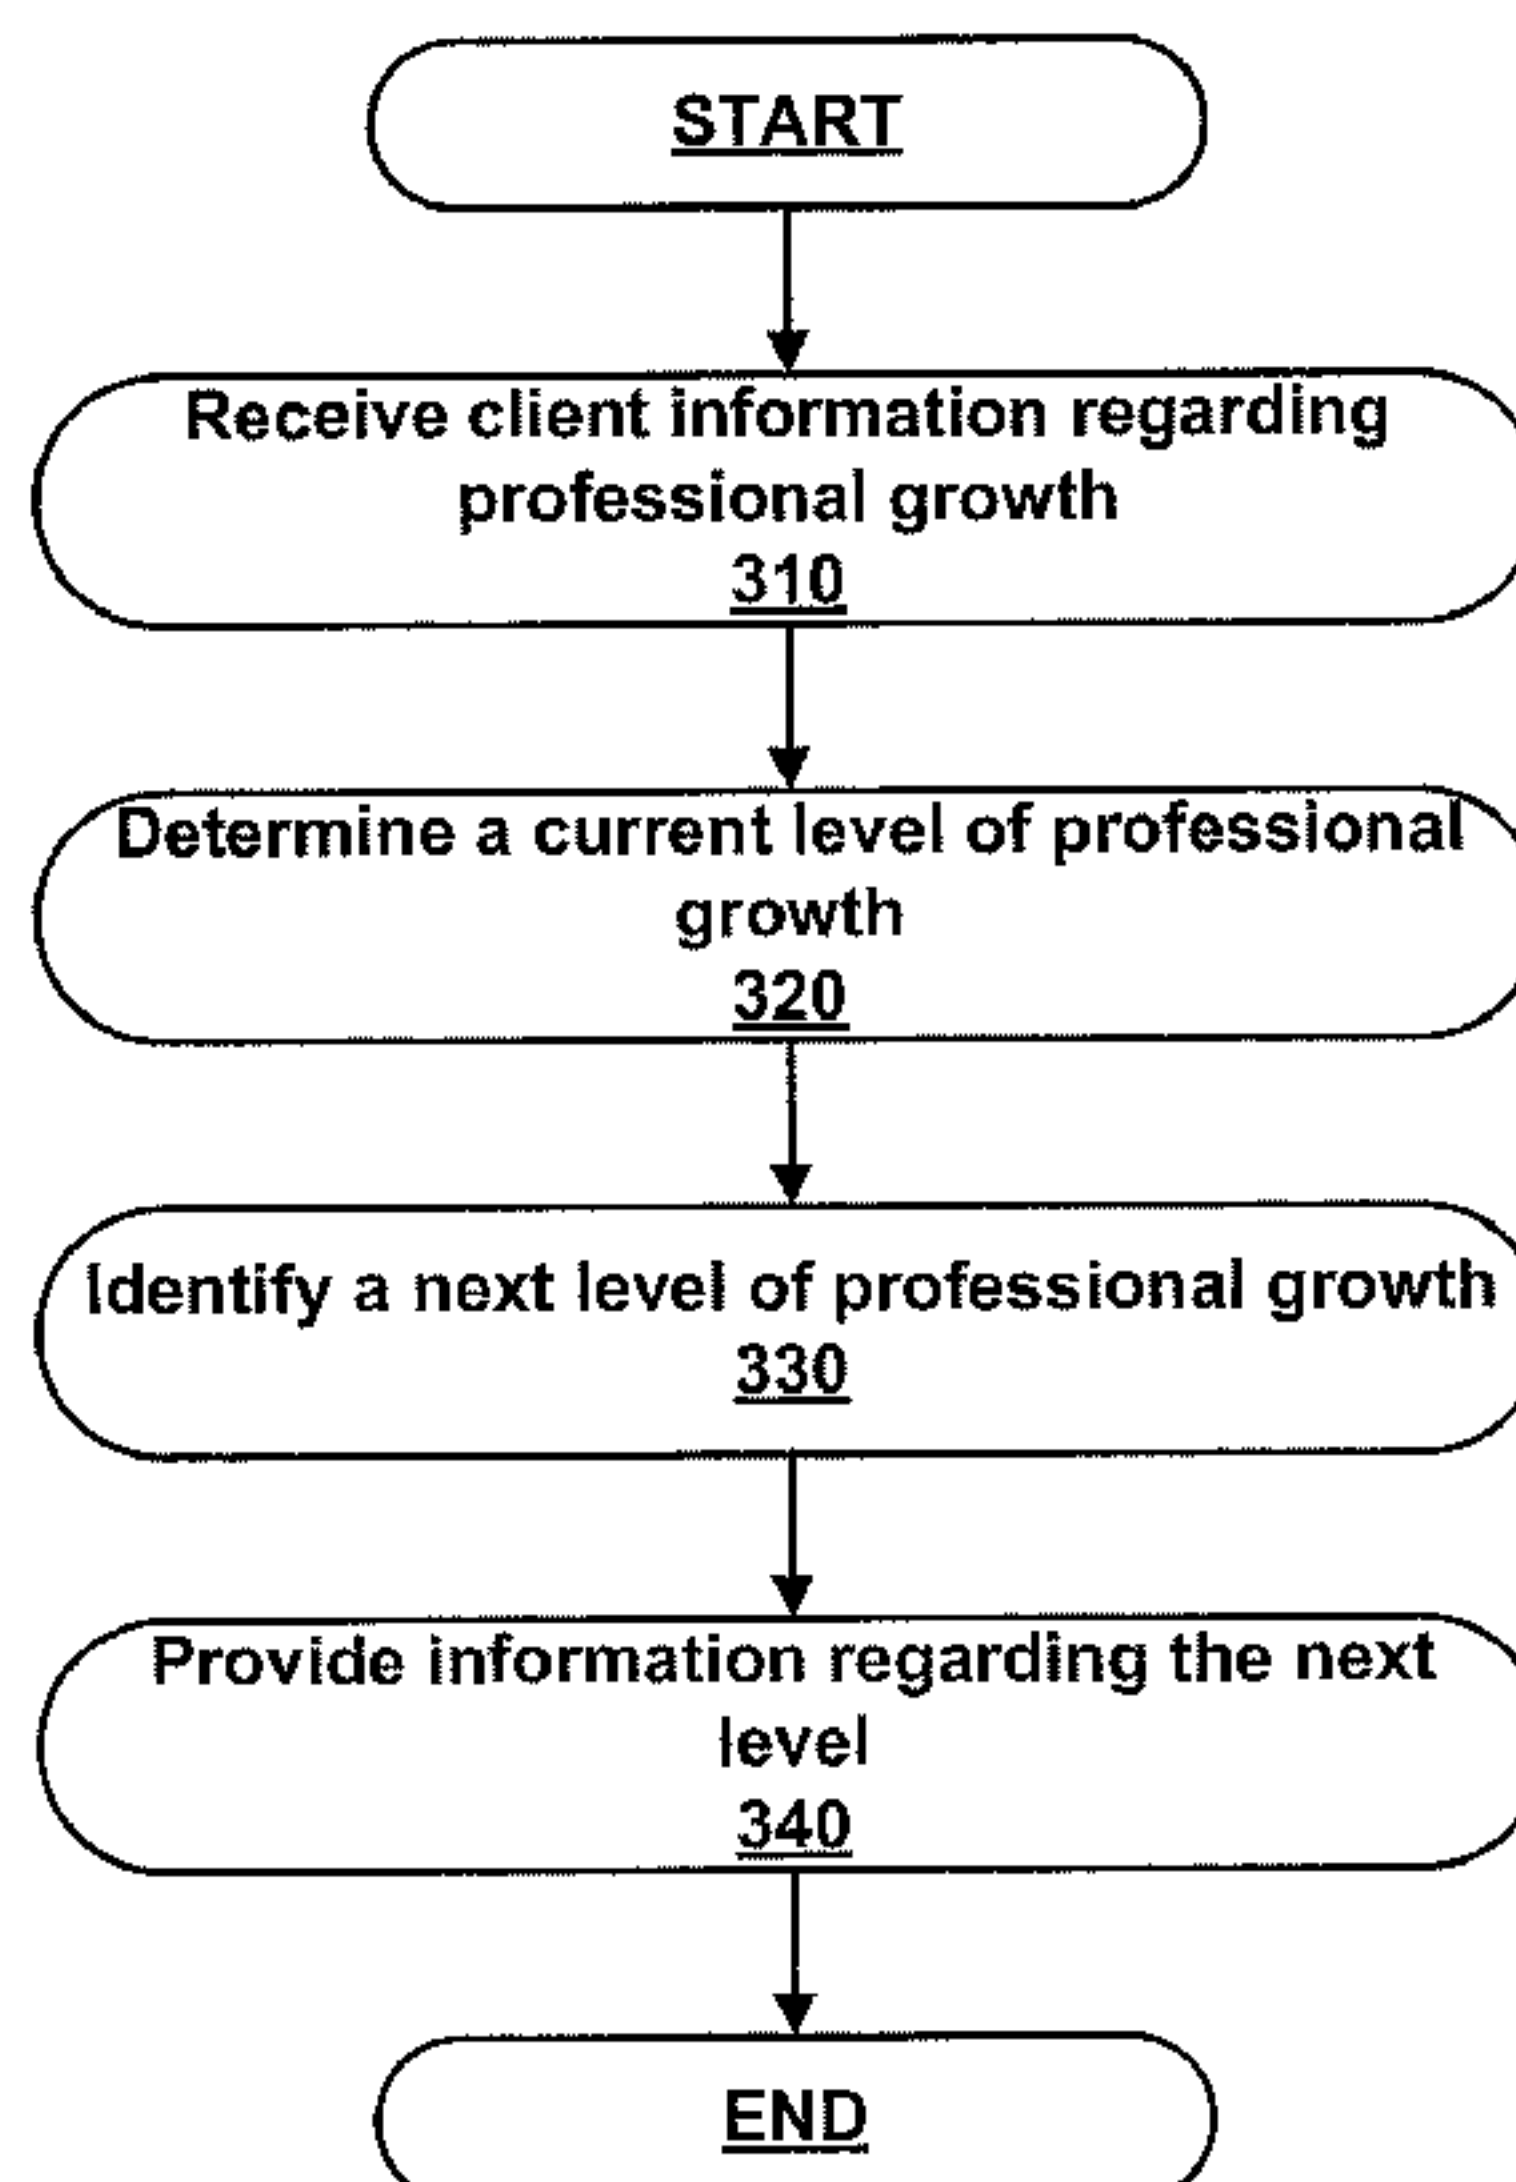 START
Receive client information regarding
professional growth
310
Determine a current level of professional
growth
320
Identify a next level of professional growth
330
Provide information regarding the next
level
340
END